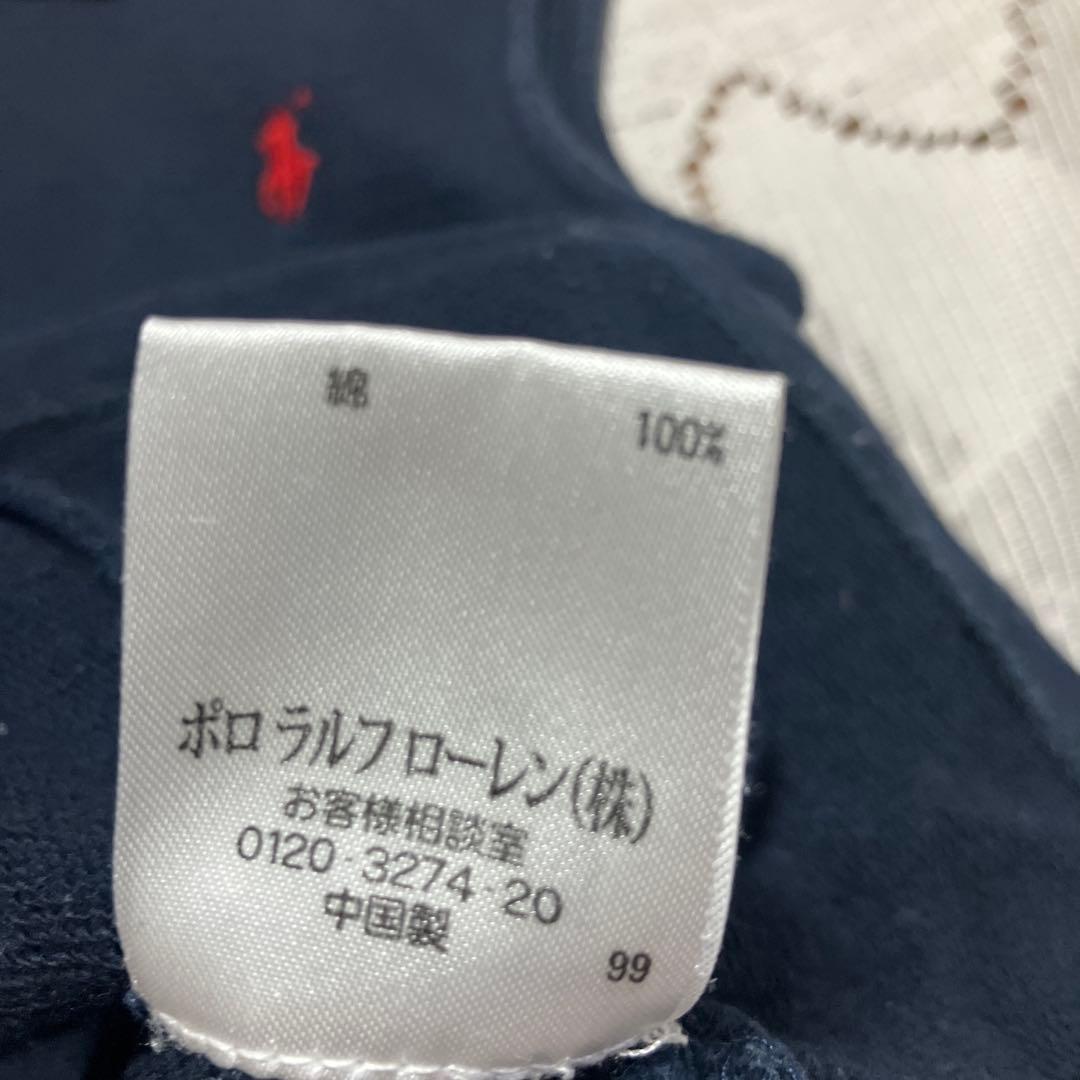 綿 100%
ポロ ラルフ ローレン(株)
お客様相談室
0120-3274-20
中国製
99